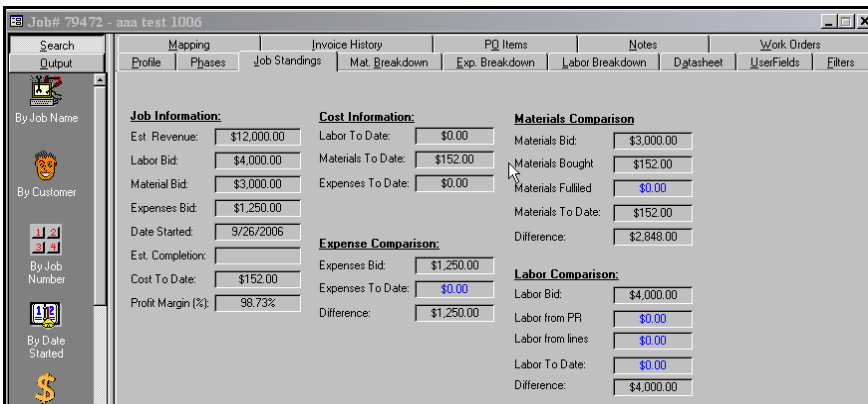 Job# 79472 - aaa test 1006
Search
Output
Mapping Invoice History PO Items Notes Work Orders
Profile Phases Job Standings Mat. Breakdown Exp. Breakdown Labor Breakdown Datasheet UserFields Filters
By Job Name
By Customer
1 2
3 4
By Job
Number
By Date
Started
Job Information:
Est Revenue: $12,000.00
Labor Bid: $4,000.00
Material Bid: $3,000.00
Expenses Bid: $1,250.00
Date Started: 9/26/2006
Est. Completion:
Cost To Date: $152.00
Profit Margin (%): 98.73%
Cost Information:
Labor To Date: $0.00
Materials To Date: $152.00
Expenses To Date: $0.00
Expense Comparison:
Expenses Bid: $1,250.00
Expenses To Date: $0.00
Difference: $1,250.00
Materials Comparison
Materials Bid: $3,000.00
Materials Bought $152.00
Materials Fulliled $0.00
Materials To Date: $152.00
Difference: $2,848.00
Labor Comparison:
Labor Bid: $4,000.00
Labor from PR $0.00
Labor from lines $0.00
Labor To Date: $0.00
Difference: $4,000.00